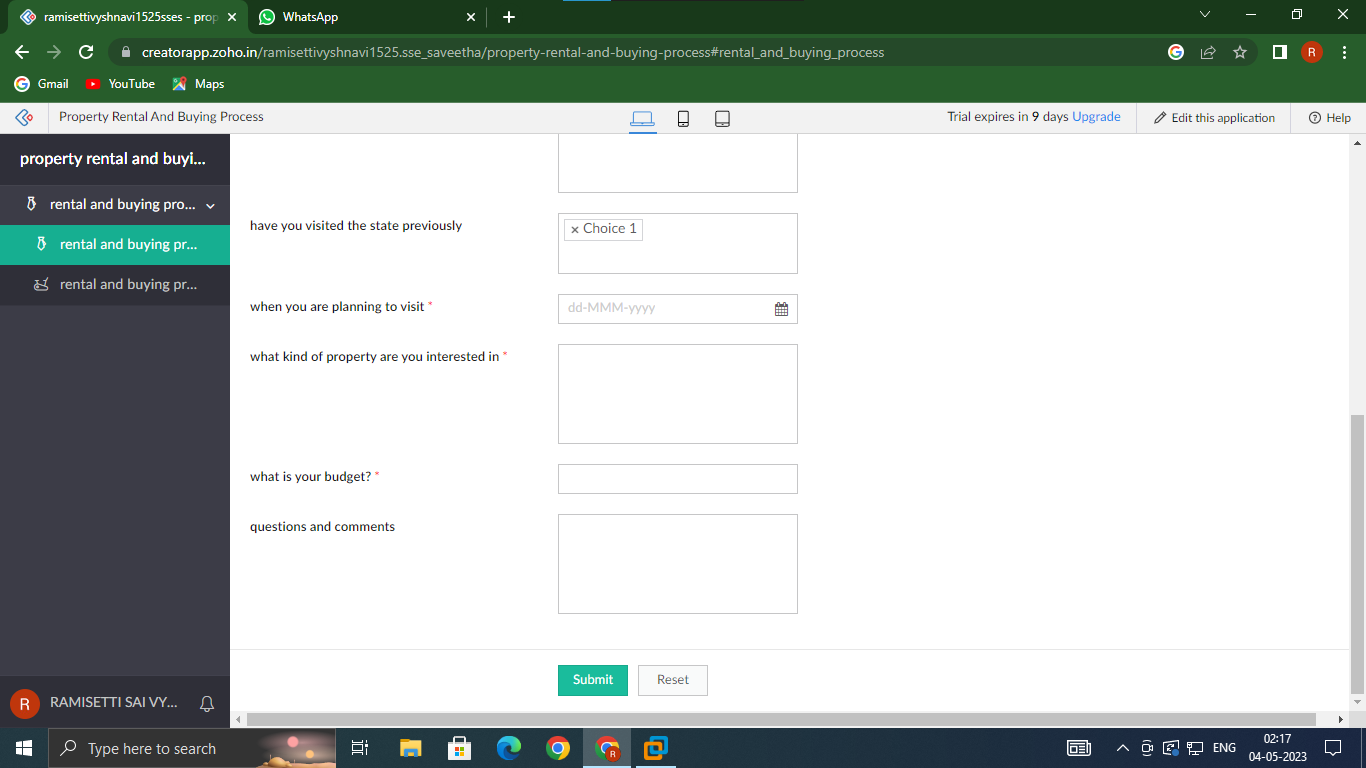 ramisettivyshnavi1525sses - prop
WhatsApp
creatorapp.zoho.in/ramisettivyshnavi1525.sse_saveetha/property-rental-and-buying-process#rental_and_buying_process
R
Gmail
YouTube
Maps
Property Rental And Buying Process
Trial expires in 9 days Upgrade
Edit this application
Help
property rental and buyi...
rental and buying pro...
rental and buying pr...
rental and buying pr...
have you visited the state previously
× Choice 1
when you are planning to visit *
dd-MMM-yyyy
what kind of property are you interested in *
what is your budget? *
questions and comments
Submit
Reset
R
RAMISETTI SAI VY...
Type here to search
R
ENG
02:17
04-05-2023